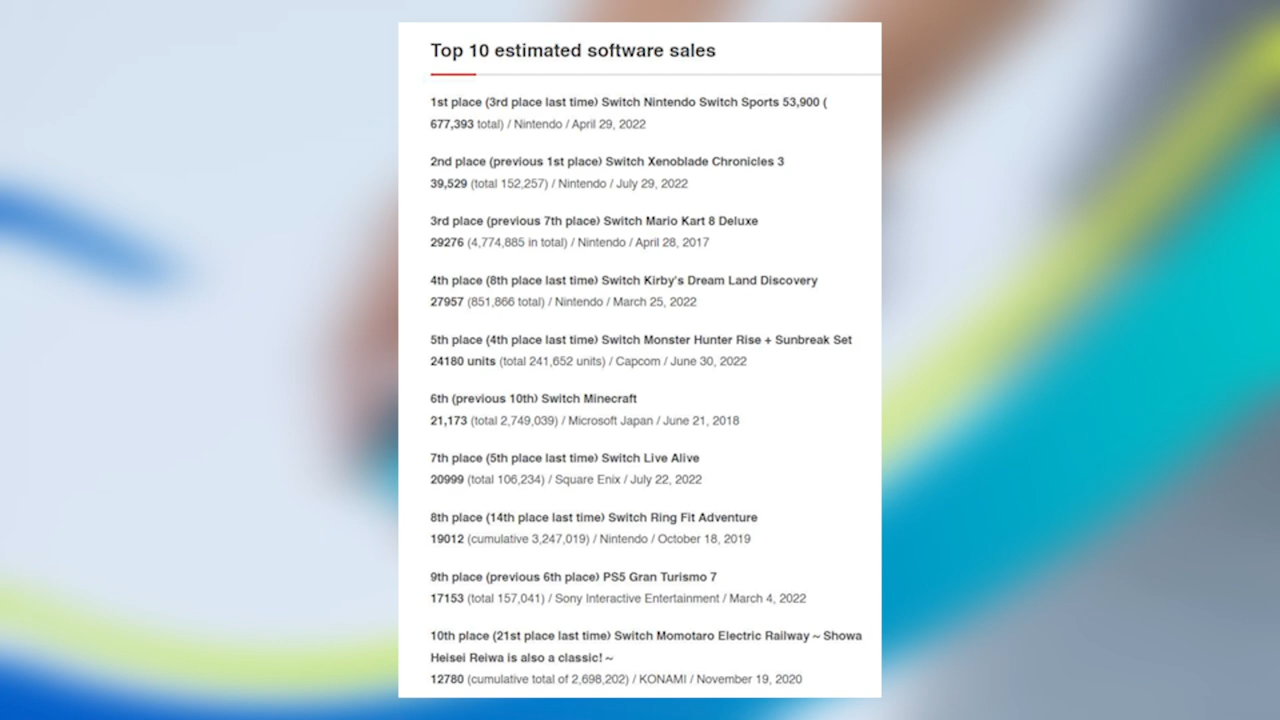 Top 10 estimated software sales
1st place (3rd place last time) Switch Nintendo Switch Sports 53,900 (
677,393 total) / Nintendo / April 29, 2022
2nd place (previous 1st place) Switch Xenoblade Chronicles 3
39,529 (total 152,257) / Nintendo / July 29, 2022
3rd place (previous 7th place) Switch Mario Kart 8 Deluxe
29276 (4,774,885 in total) / Nintendo / April 28, 2017
4th place (8th place last time) Switch Kirby's Dream Land Discovery
27957 (851,866 total) / Nintendo / March 25, 2022
5th place (4th place last time) Switch Monster Hunter Rise + Sunbreak Set
24180 units (total 241,652 units) / Capcom / June 30, 2022
6th (previous 10th) Switch Minecraft
21,173 (total 2,749,039) / Microsoft Japan / June 21, 2018
7th place (5th place last time) Switch Live Alive
20999 (total 106,234) / Square Enix / July 22, 2022
8th place (14th place last time) Switch Ring Fit Adventure
19012 (cumulative 3,247,019) / Nintendo / October 18, 2019
9th place (previous 6th place) PS5 Gran Turismo 7
17153 (total 157,041) / Sony Interactive Entertainment / March 4, 2022
10th place (21st place last time) Switch Momotaro Electric Railway ~ Showa
Heisei Reiwa is also a classic! ~
12780 (cumulative total of 2,698,202) / KONAMI / November 19, 2020